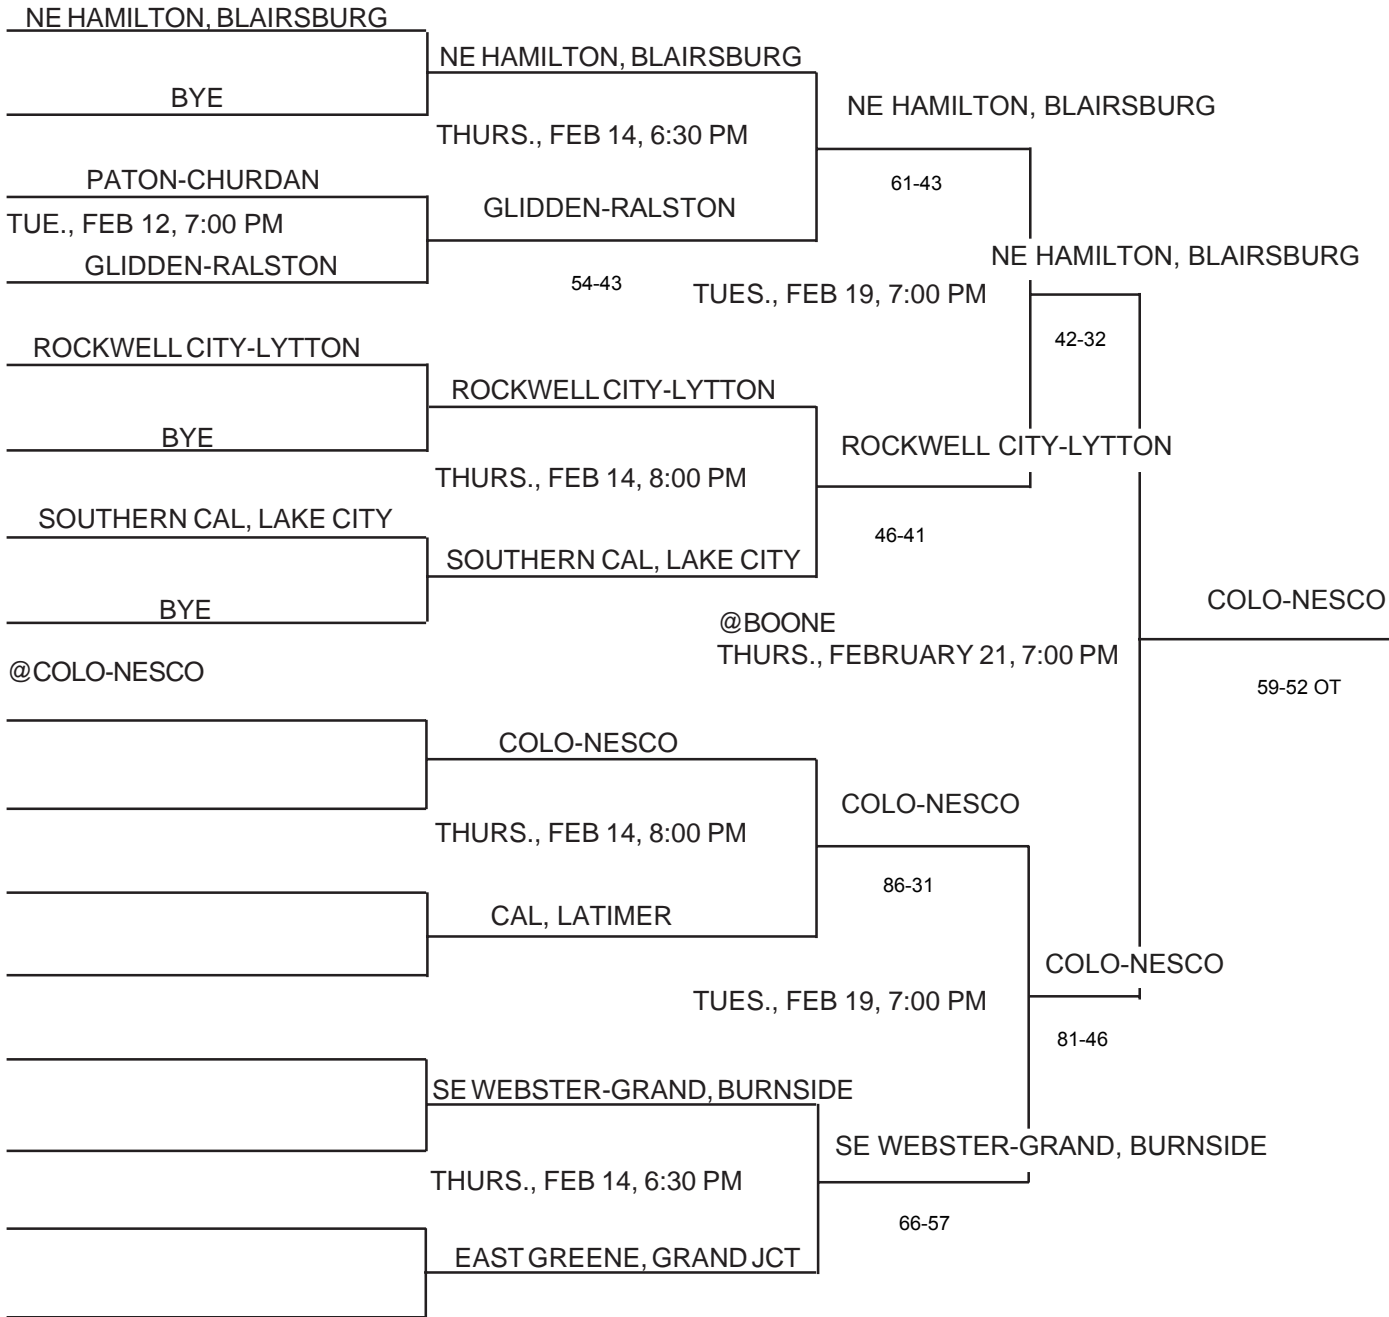 NE HAMILTON, BLAIRSBURG
NE HAMILTON, BLAIRSBURG
BYE
NE HAMILTON, BLAIRSBURG
THURS., FEB 14, 6:30 PM
PATON-CHURDAN
61-43
GLIDDEN-RALSTON
TUE., FEB 12, 7:00 PM
NE HAMILTON, BLAIRSBURG
GLIDDEN-RALSTON
54-43
TUES., FEB 19, 7:00 PM
42-32
ROCKWELL CITY-LYTTON
ROCKWELL CITY-LYTTON
BYE
ROCKWELL CITY-LYTTON
THURS., FEB 14, 8:00 PM
SOUTHERN CAL, LAKE CITY
46-41
SOUTHERN CAL, LAKE CITY
BYE
COLO-NESCO
@BOONE
THURS., FEBRUARY 21, 7:00 PM
@COLO-NESCO
59-52 OT
COLO-NESCO
COLO-NESCO
THURS., FEB 14, 8:00 PM
86-31
CAL, LATIMER
COLO-NESCO
TUES., FEB 19, 7:00 PM
81-46
SE WEBSTER-GRAND, BURNSIDE
SE WEBSTER-GRAND, BURNSIDE
THURS., FEB 14, 6:30 PM
66-57
EAST GREENE, GRAND JCT